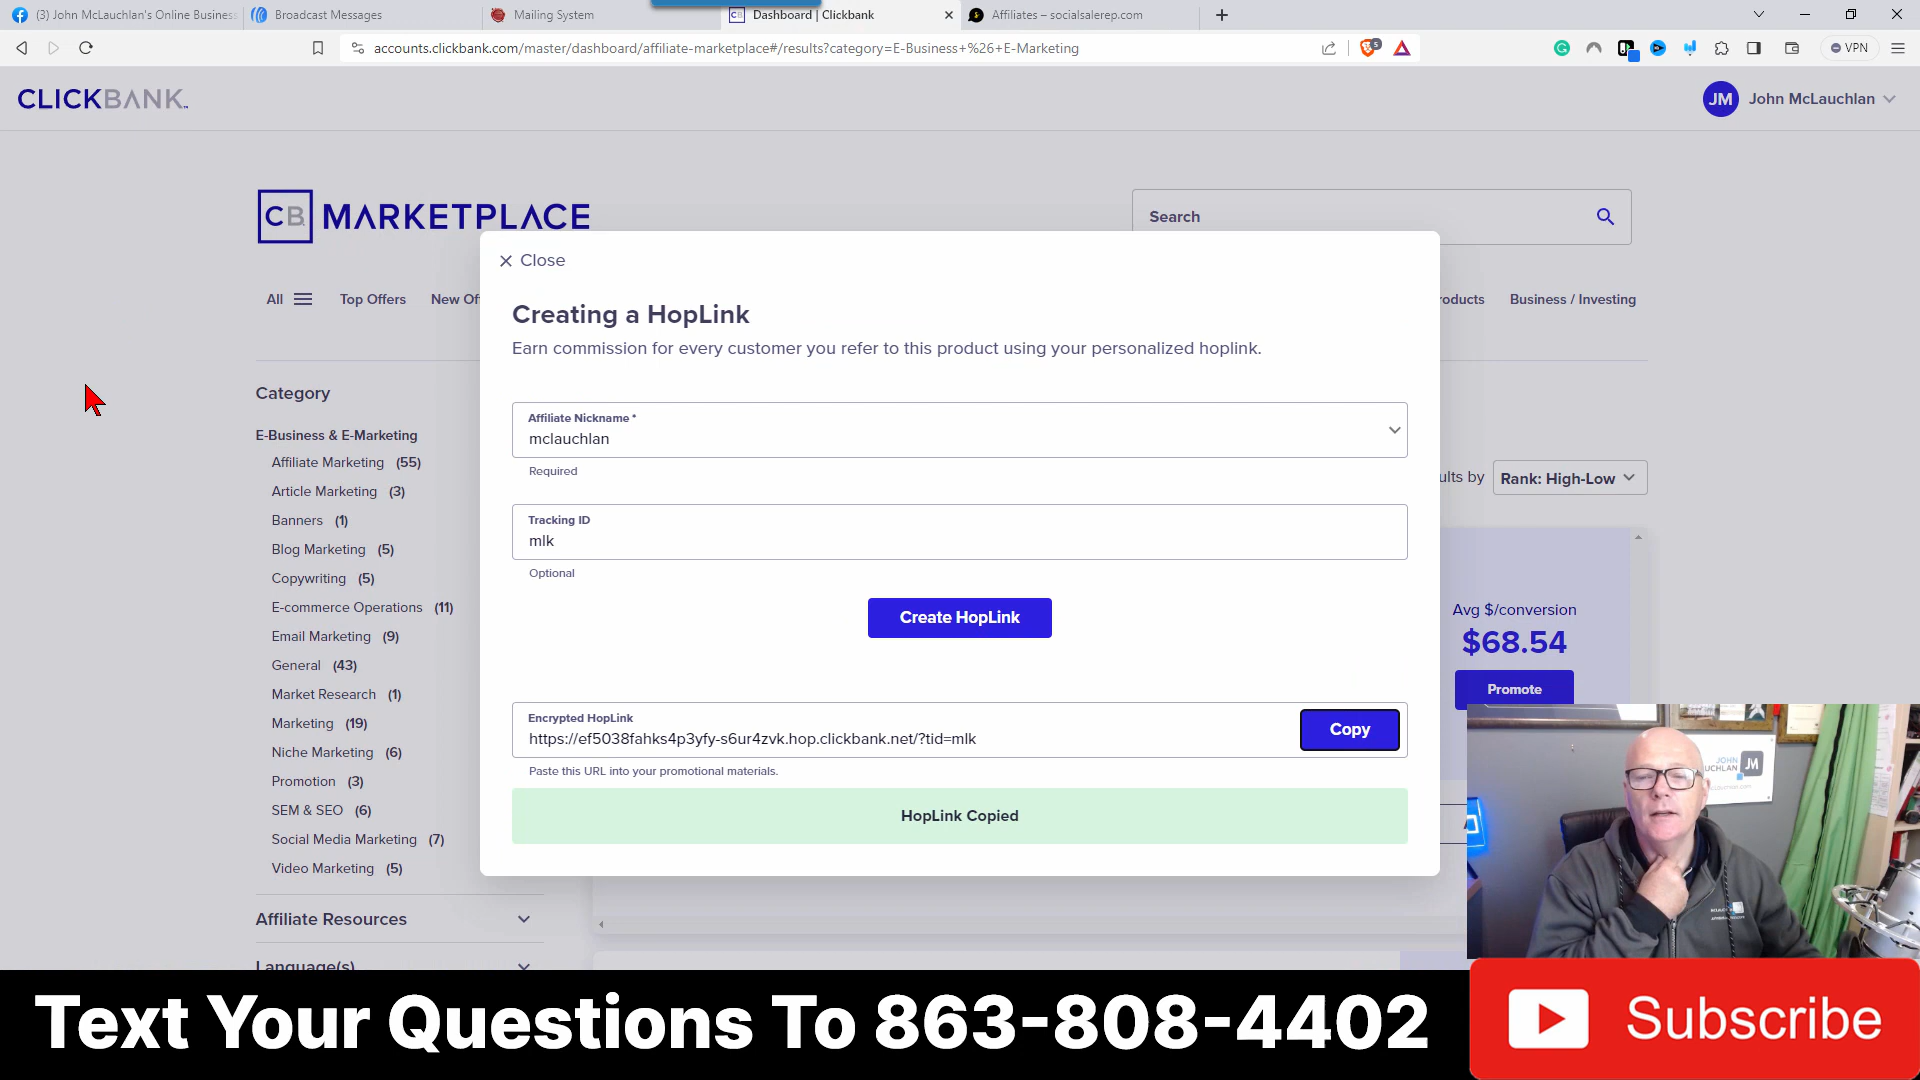 (3) John McLauchlan's Online Business
Broadcast Messages
Mailing System
CB
Dashboard | Clickbank
Affiliates – socialsalerep.com
accounts.clickbank.com/master/dashboard/affiliate-marketplace#/results?category=E-Business+%26+E-Marketing
5
VPN
CLICKBANK
JM
John McLauchlan
CB MARKETPLACE
Search
All
Top Offers
New Of
roducts
Business / Investing
× Close
Creating a HopLink
Earn commission for every customer you refer to this product using your personalized hoplink.
Affiliate Nickname *
mclauchlan
Required
Tracking ID
mlk
Optional
Create HopLink
Encrypted HopLink
https://ef5038fahks4p3yfy-s6ur4zvk.hop.clickbank.net/?tid=mlk
Copy
Paste this URL into your promotional materials.
HopLink Copied
Category
E-Business & E-Marketing
Affiliate Marketing (55)
Article Marketing (3)
Banners (1)
Blog Marketing (5)
Copywriting (5)
E-commerce Operations (11)
Email Marketing (9)
General (43)
Market Research (1)
Marketing (19)
Niche Marketing (6)
Promotion (3)
SEM & SEO (6)
Social Media Marketing (7)
Video Marketing (5)
Affiliate Resources
Language(s)
ults by
Rank: High-Low
Avg $/conversion
$68.54
Promote
JOHN
UCHLAN
JM
Text Your Questions To 863-808-4402
Subscribe